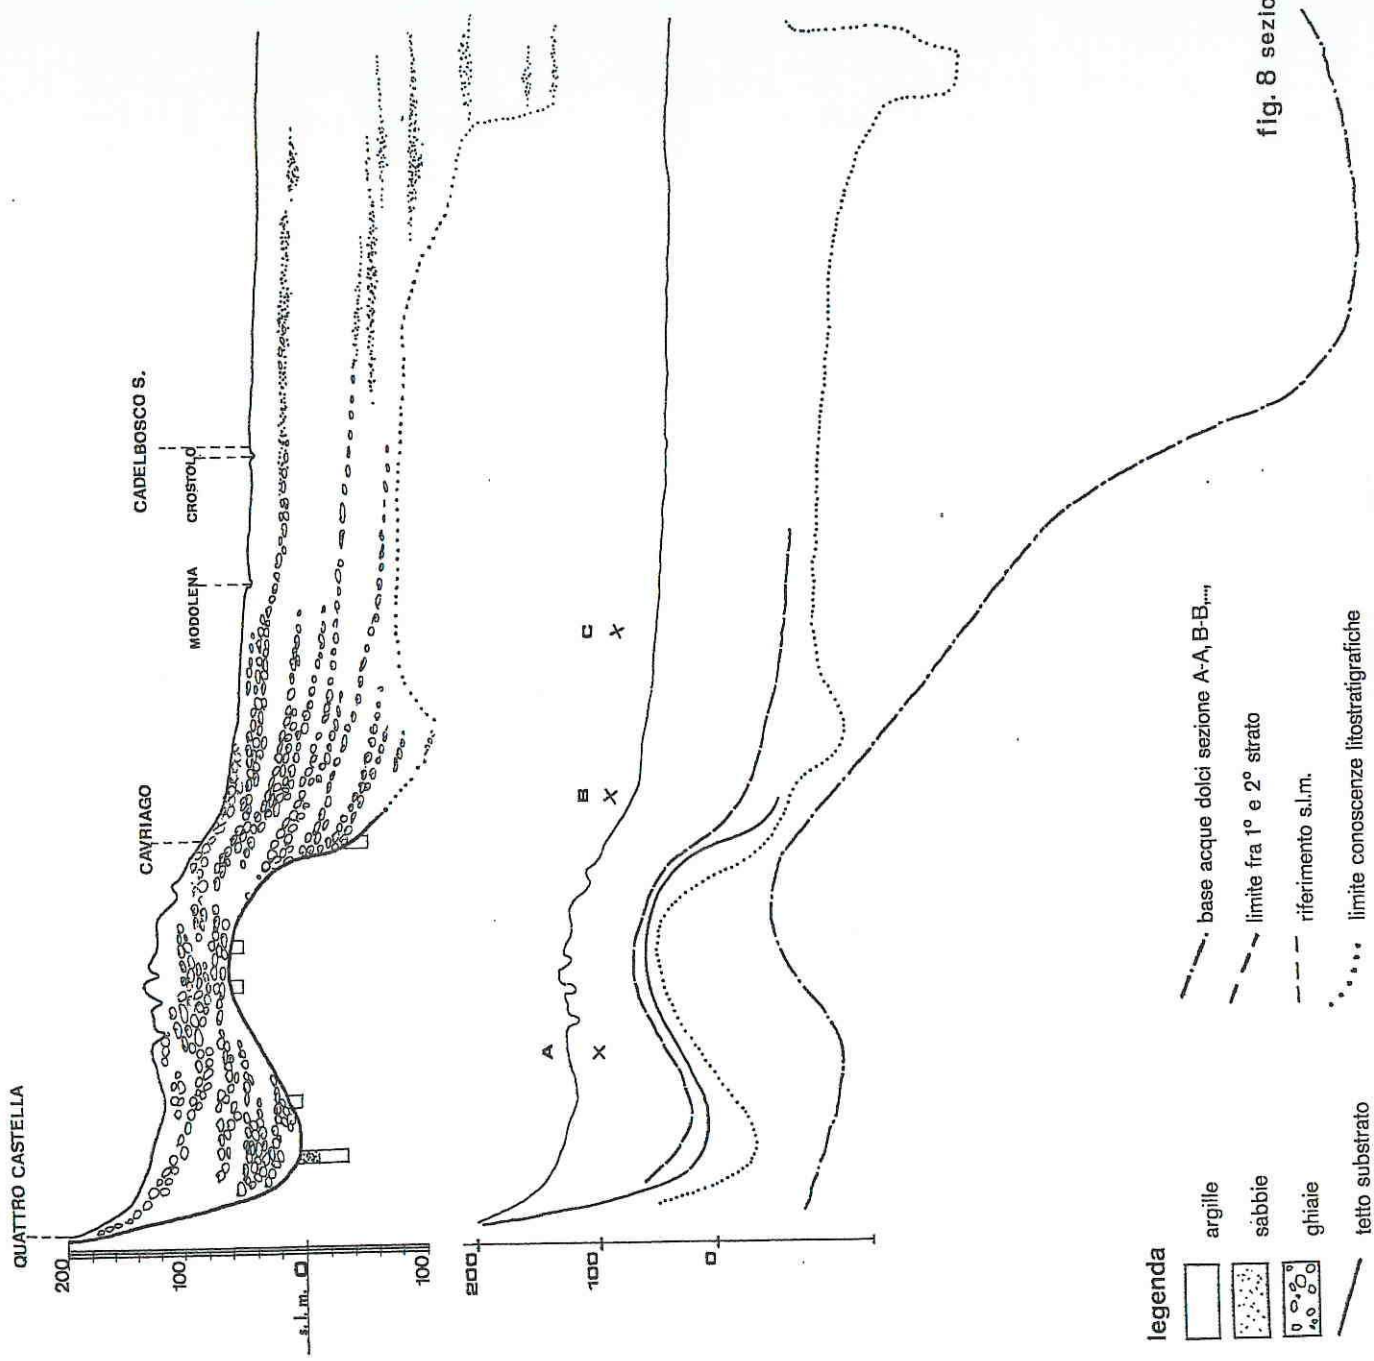 QUATTRO CASTELLA
CAVRIAGO
MODOLENA
CROSTOLO
CADELBOSCO S.
200
100
s.l.m. 0
100
200
100
0
A
B
C
fig. 8 sezio
legenda
argille
sabbie
ghiaie
tetto substrato
base acque dolci sezione A-A, B-B,...,
limite fra 1° e 2° strato
riferimento s.l.m.
limite conoscenze litostratigrafiche